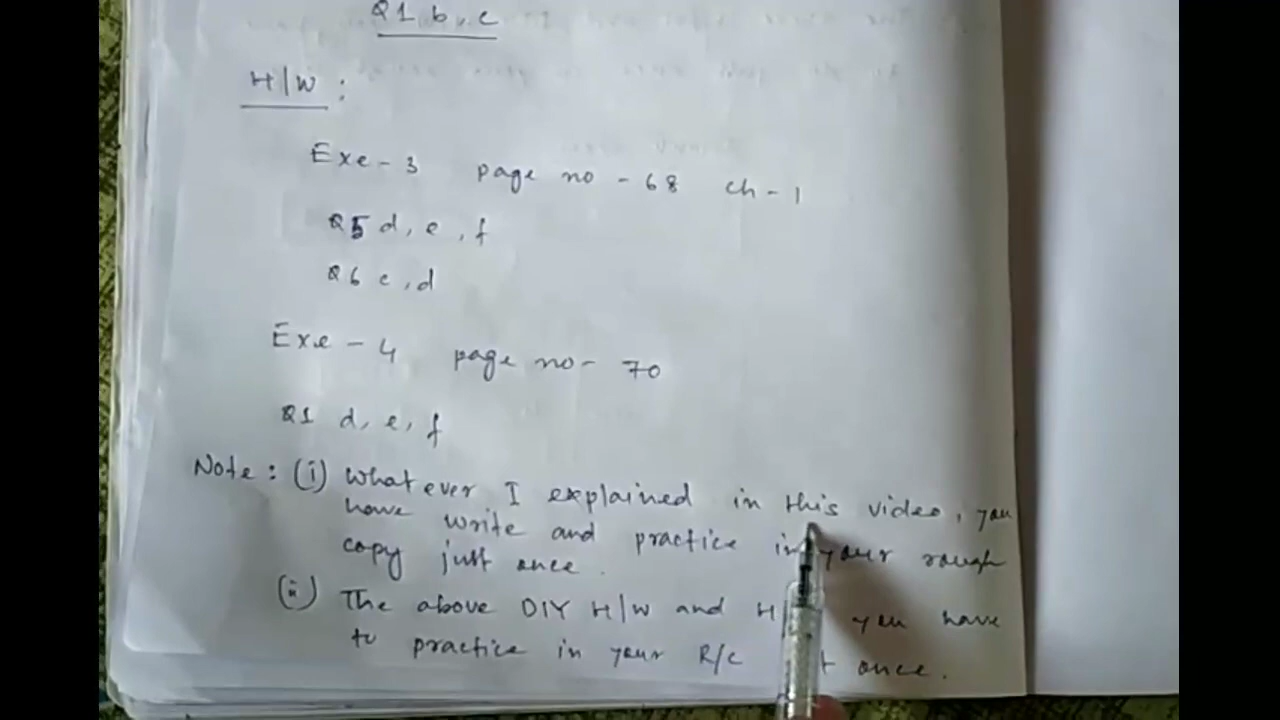 Q1 b, c
H/W :
Exe - 3 page no - 68 ch - 1
Q5 d, e, f
Q6 c, d
Exe - 4 page no - 70
Q1 d, e, f
Note : (i) Whatever I explained in this video, you
have write and practice in your rough
copy just once.
(ii) The above DIY H/W and you have
to practice in your R/C once.